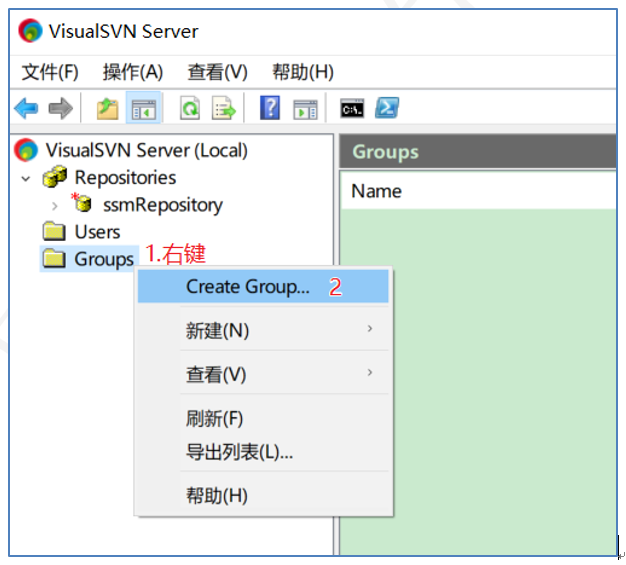 VisualSVN Server
文件(F) 操作(A) 查看(V) 帮助(H)
VisualSVN Server (Local)
Repositories
ssmRepository
Users
Groups
1.右键
Groups
Name
Create Group...
2
新建(N)
查看(V)
刷新(F)
导出列表(L)...
帮助(H)